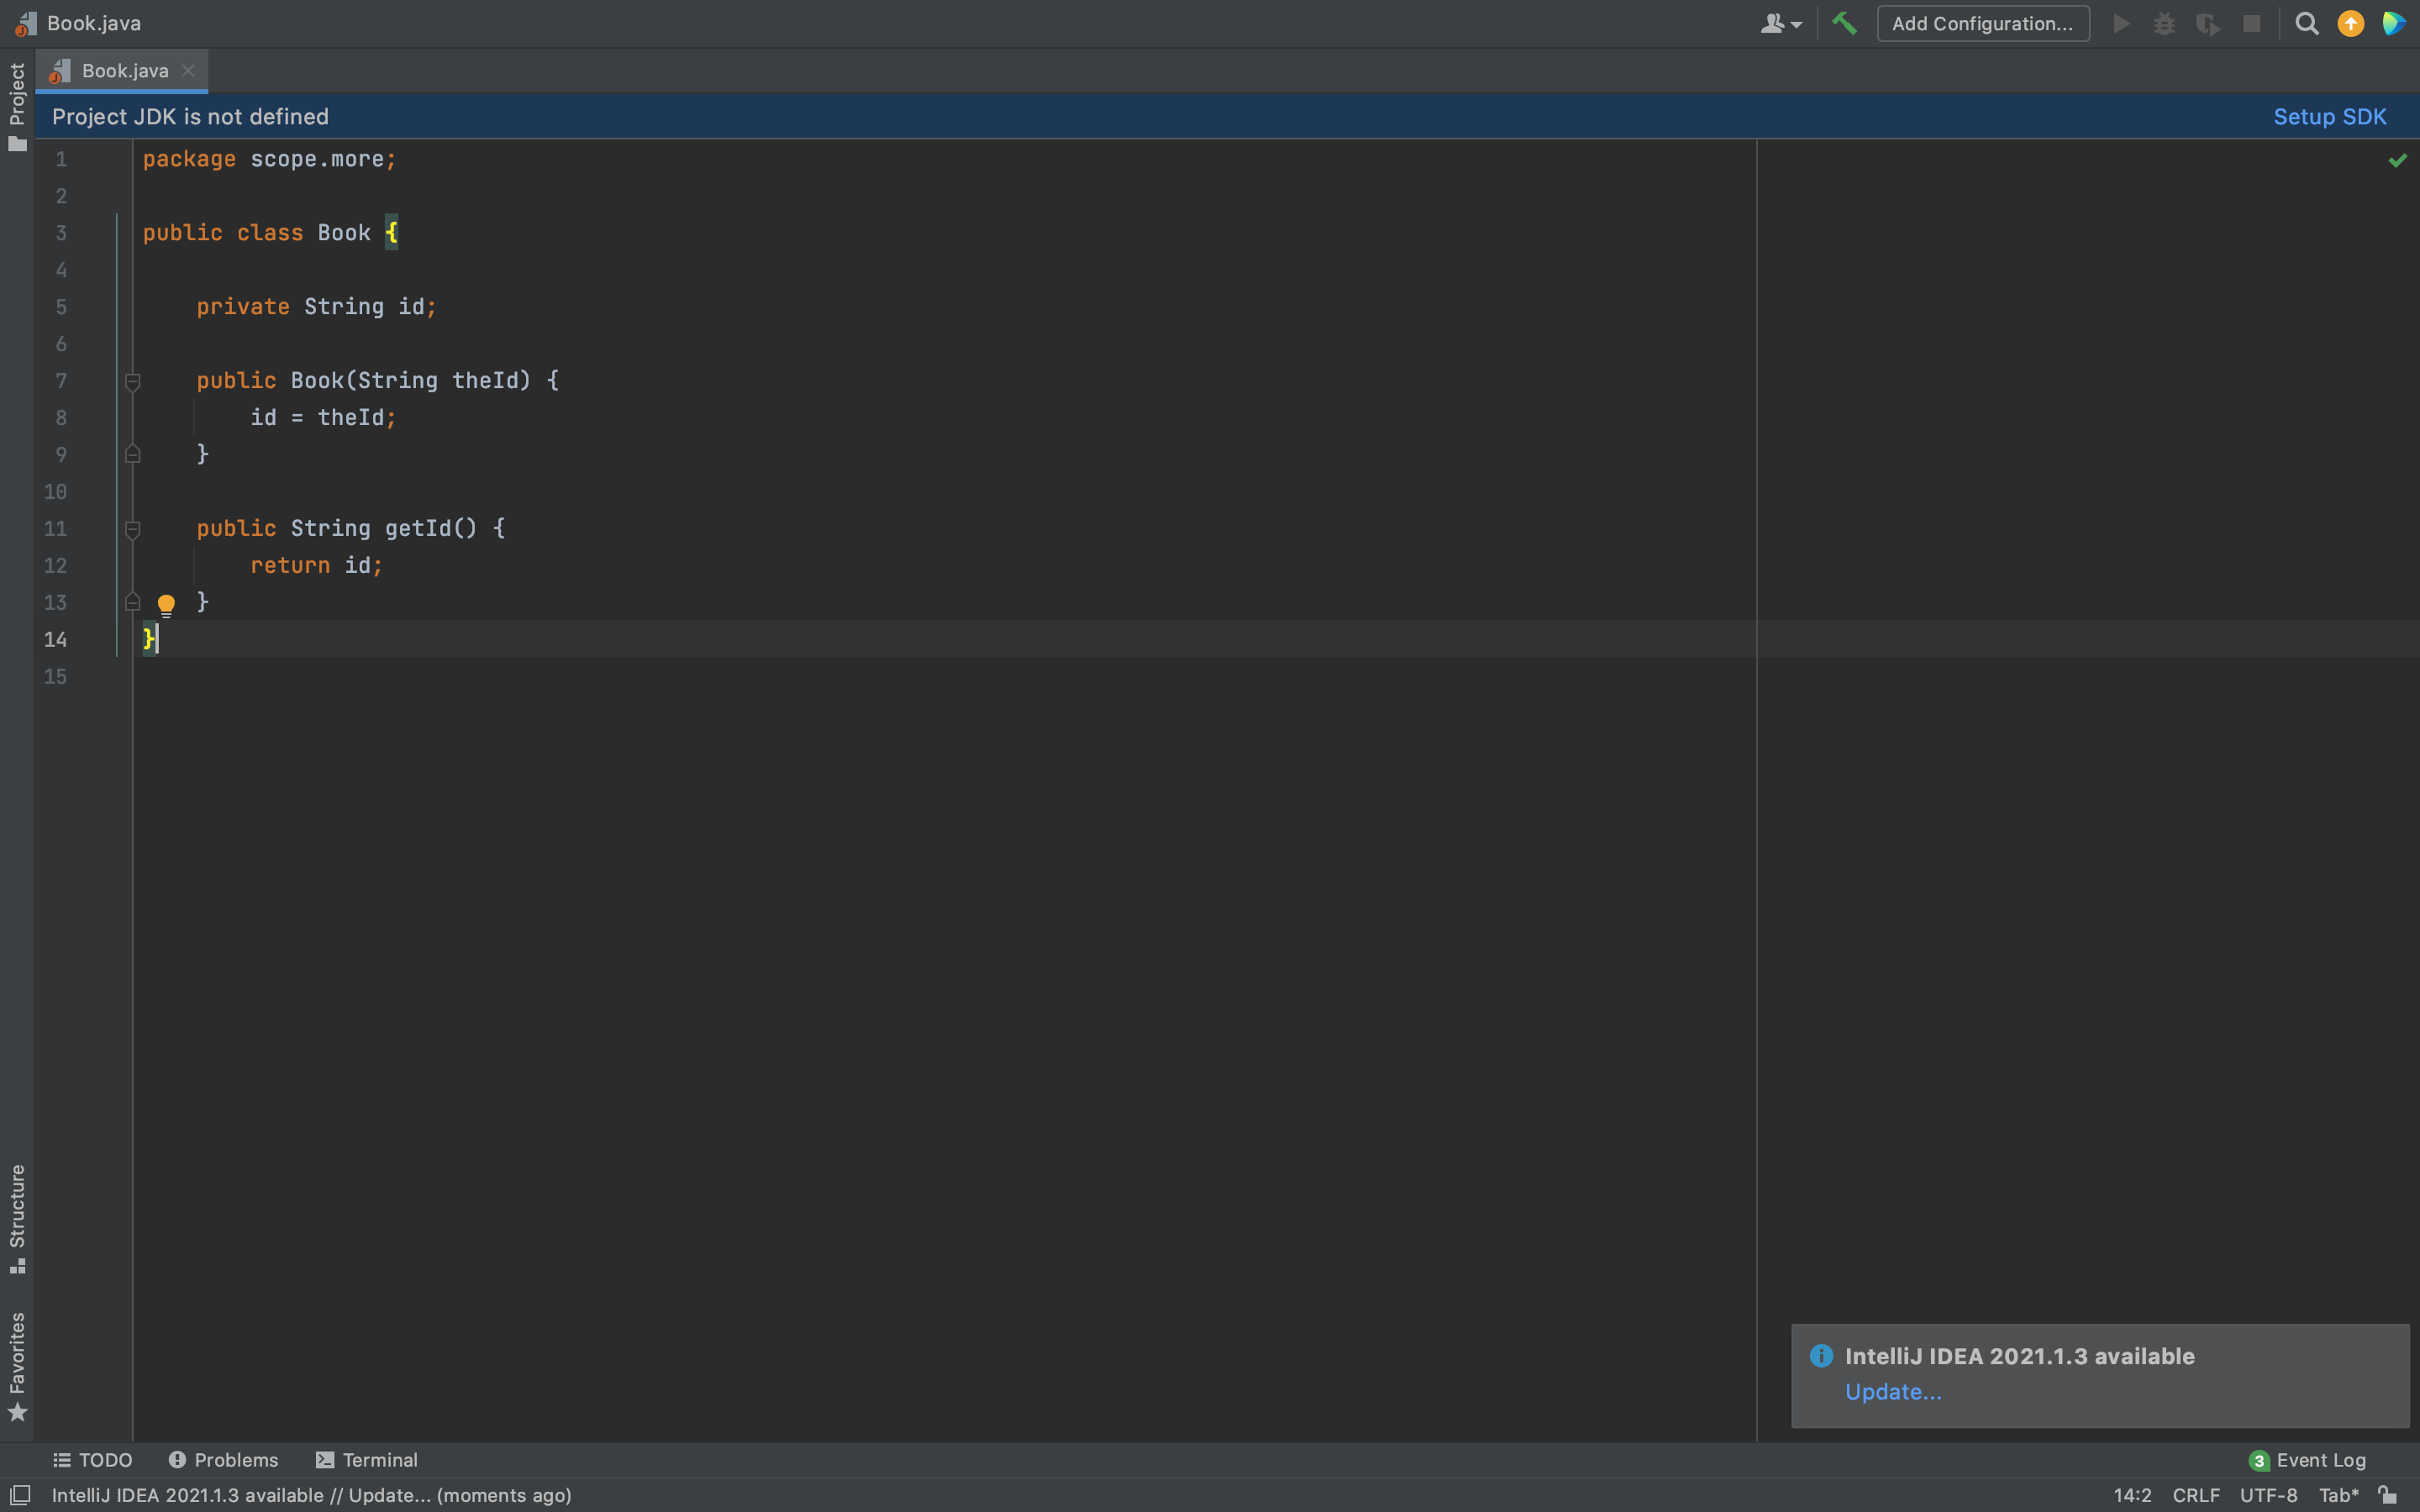 Book.java
Add Configuration...
Project
Book.java
Project JDK is not defined
Setup SDK
1 package scope.more;
2
3 public class Book {
4
5     private String id;
6
7     public Book(String theId) {
8         id = theId;
9     }
10
11     public String getId() {
12         return id;
13     }
14 }
15
Structure
Favorites
IntelliJ IDEA 2021.1.3 available
Update...
TODO Problems Terminal
3 Event Log
IntelliJ IDEA 2021.1.3 available // Update... (moments ago)
14:2 CRLF UTF-8 Tab*